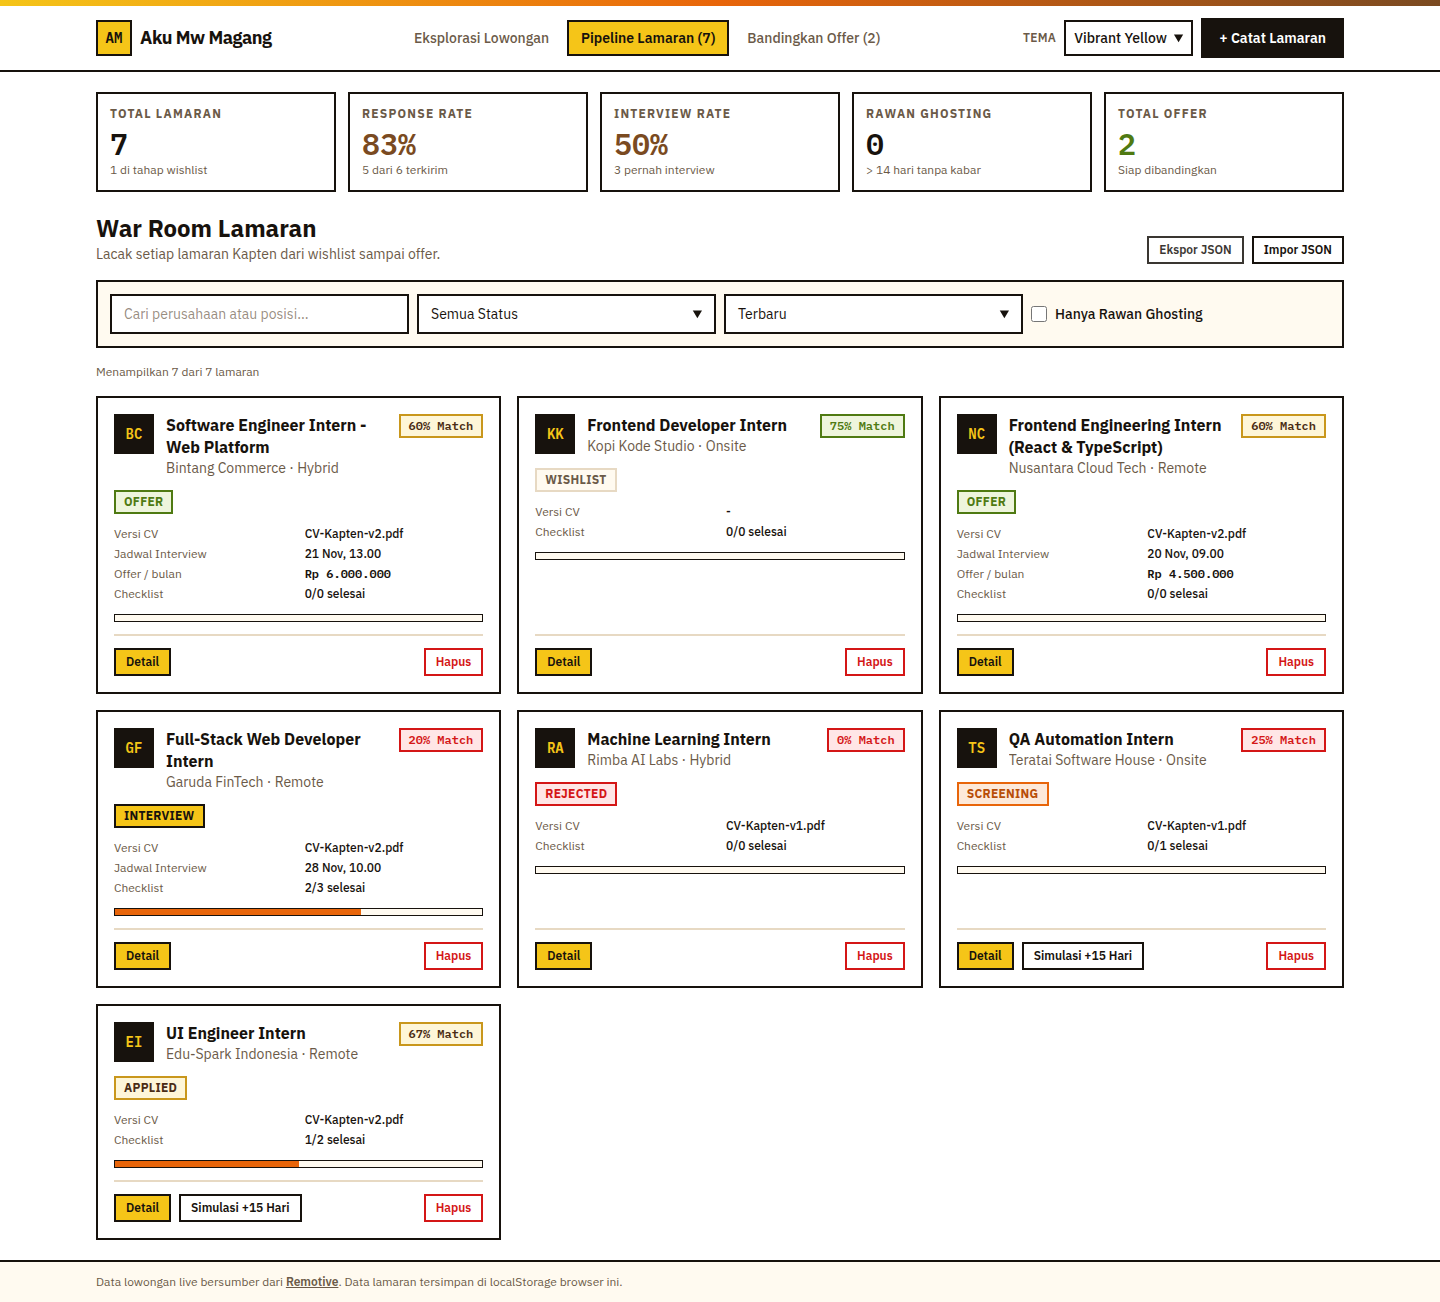 AM Aku Mw Magang
Eksplorasi Lowongan
Pipeline Lamaran (7)
Bandingkan Offer (2)
TEMA
Vibrant Yellow
+ Catat Lamaran
TOTAL LAMARAN
7
1 di tahap wishlist
RESPONSE RATE
83%
5 dari 6 terkirim
INTERVIEW RATE
50%
3 pernah interview
RAWAN GHOSTING
0
> 14 hari tanpa kabar
TOTAL OFFER
2
Siap dibandingkan
War Room Lamaran
Lacak setiap lamaran Kapten dari wishlist sampai offer.
Ekspor JSON
Impor JSON
Cari perusahaan atau posisi...
Semua Status
Terbaru
Hanya Rawan Ghosting
Menampilkan 7 dari 7 lamaran
BC
Software Engineer Intern -
Web Platform
Bintang Commerce · Hybrid
60% Match
OFFER
Versi CV CV-Kapten-v2.pdf
Jadwal Interview 21 Nov, 13.00
Offer / bulan Rp 6.000.000
Checklist 0/0 selesai
Detail
Hapus
KK
Frontend Developer Intern
Kopi Kode Studio · Onsite
75% Match
WISHLIST
Versi CV -
Checklist 0/0 selesai
Detail
Hapus
NC
Frontend Engineering Intern
(React & TypeScript)
Nusantara Cloud Tech · Remote
60% Match
OFFER
Versi CV CV-Kapten-v2.pdf
Jadwal Interview 20 Nov, 09.00
Offer / bulan Rp 4.500.000
Checklist 0/0 selesai
Detail
Hapus
GF
Full-Stack Web Developer
Intern
Garuda FinTech · Remote
20% Match
INTERVIEW
Versi CV CV-Kapten-v2.pdf
Jadwal Interview 28 Nov, 10.00
Checklist 2/3 selesai
Detail
Hapus
RA
Machine Learning Intern
Rimba AI Labs · Hybrid
0% Match
REJECTED
Versi CV CV-Kapten-v1.pdf
Checklist 0/0 selesai
Detail
Hapus
TS
QA Automation Intern
Teratai Software House · Onsite
25% Match
SCREENING
Versi CV CV-Kapten-v1.pdf
Checklist 0/1 selesai
Detail
Simulasi +15 Hari
Hapus
EI
UI Engineer Intern
Edu-Spark Indonesia · Remote
67% Match
APPLIED
Versi CV CV-Kapten-v2.pdf
Checklist 1/2 selesai
Detail
Simulasi +15 Hari
Hapus
Data lowongan live bersumber dari Remotive. Data lamaran tersimpan di localStorage browser ini.